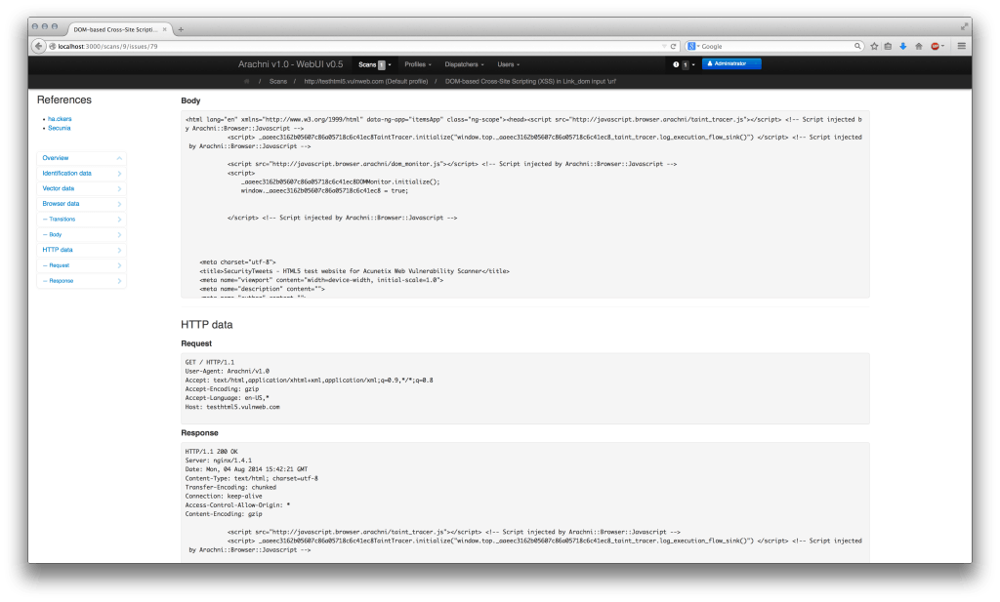 DOM-based Cross-Site Scripti...
localhost:3000/scans/9/issues/79
Google
Arachni v1.0 - WebUI v0.5
Scans 1
Profiles
Dispatchers
Users
1
Administrator
/ Scans / http://testhtml5.vulnweb.com (Default profile) / DOM-based Cross-Site Scripting (XSS) in Link_dom input 'url'
References
ha.ckers
Secunia
Overview
Identification data
Vector data
Browser data
— Transitions
— Body
HTTP data
— Request
— Response
Body
<html lang="en" xmlns="http://www.w3.org/1999/html" data-ng-app="itemsApp" class="ng-scope"><head><script src="http://javascript.browser.arachni/taint_tracer.js"></script> <!-- Script injected b
y Arachni::Browser::Javascript -->
<script> _aaeec3162b05607c86a05718c6c41ec8TaintTracer.initialize("window.top._aaeec3162b05607c86a05718c6c41ec8_taint_tracer.log_execution_flow_sink()") </script> <!-- Script injected
by Arachni::Browser::Javascript -->
<script src="http://javascript.browser.arachni/dom_monitor.js"></script> <!-- Script injected by Arachni::Browser::Javascript -->
<script>
_aaeec3162b05607c86a05718c6c41ec8DOMMonitor.initialize();
window._aaeec3162b05607c86a05718c6c41ec8 = true;
</script> <!-- Script injected by Arachni::Browser::Javascript -->
<meta charset="utf-8">
<title>SecurityTweets - HTML5 test website for Acunetix Web Vulnerability Scanner</title>
<meta name="viewport" content="width=device-width, initial-scale=1.0">
<meta name="description" content="">
<meta name="author" content="">
HTTP data
Request
GET / HTTP/1.1
User-Agent: Arachni/v1.0
Accept: text/html,application/xhtml+xml,application/xml;q=0.9,*/*;q=0.8
Accept-Encoding: gzip
Accept-Language: en-US,*
Host: testhtml5.vulnweb.com
Response
HTTP/1.1 200 OK
Server: nginx/1.4.1
Date: Mon, 04 Aug 2014 15:42:21 GMT
Content-Type: text/html; charset=utf-8
Transfer-Encoding: chunked
Connection: keep-alive
Access-Control-Allow-Origin: *
Content-Encoding: gzip
<script src="http://javascript.browser.arachni/taint_tracer.js"></script> <!-- Script injected by Arachni::Browser::Javascript -->
<script> _aaeec3162b05607c86a05718c6c41ec8TaintTracer.initialize("window.top._aaeec3162b05607c86a05718c6c41ec8_taint_tracer.log_execution_flow_sink()") </script> <!-- Script injected
by Arachni::Browser::Javascript -->